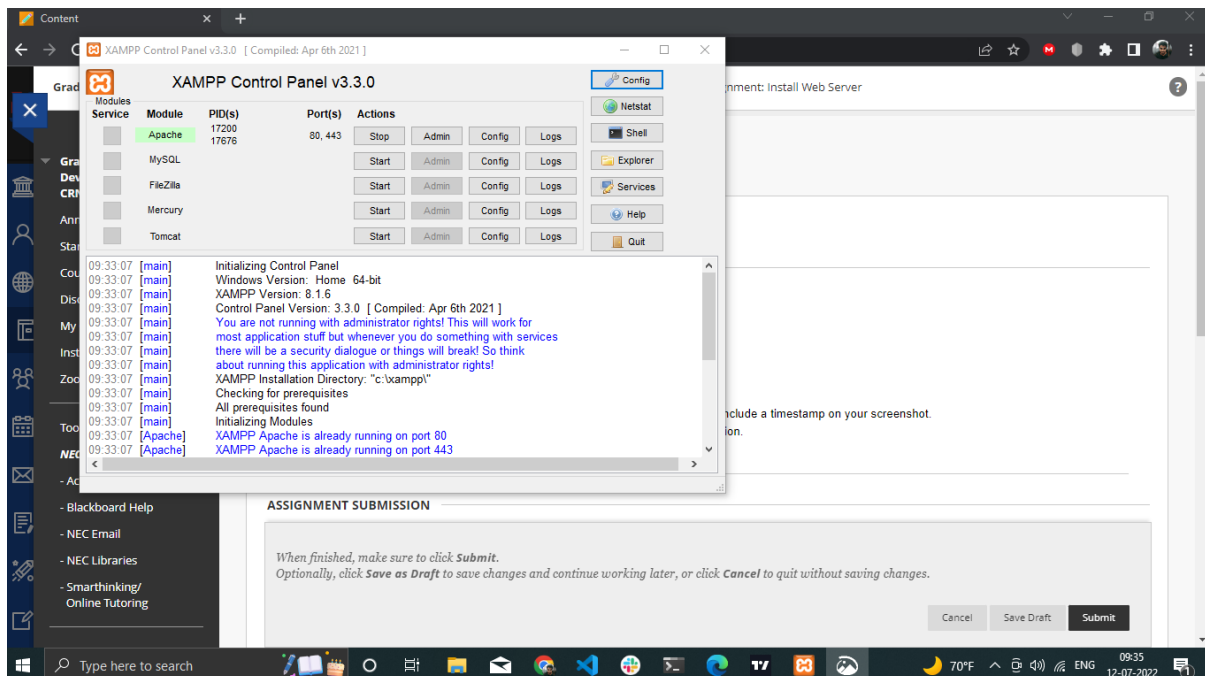 Content
XAMPP Control Panel v3.3.0 [ Compiled: Apr 6th 2021 ]
Grad
nment: Install Web Server
XAMPP Control Panel v3.3.0
Config
Modules
Service Module PID(s) Port(s) Actions
Netstat
Apache 17200 17676 80, 443 Stop Admin Config Logs
Shell
MySQL Start Admin Config Logs
Explorer
FileZilla Start Admin Config Logs
Services
Mercury Start Admin Config Logs
Help
Tomcat Start Admin Config Logs
Quit
09:33:07 [main] Initializing Control Panel
09:33:07 [main] Windows Version: Home 64-bit
09:33:07 [main] XAMPP Version: 8.1.6
09:33:07 [main] Control Panel Version: 3.3.0 [ Compiled: Apr 6th 2021 ]
09:33:07 [main] You are not running with administrator rights! This will work for
09:33:07 [main] most application stuff but whenever you do something with services
09:33:07 [main] there will be a security dialogue or things will break! So think
09:33:07 [main] about running this application with administrator rights!
09:33:07 [main] XAMPP Installation Directory: "c:\xampp\"
09:33:07 [main] Checking for prerequisites
09:33:07 [main] All prerequisites found
09:33:07 [main] Initializing Modules
09:33:07 [Apache] XAMPP Apache is already running on port 80
09:33:07 [Apache] XAMPP Apache is already running on port 443
Gra
Dev
CRN
Ann
Star
Cou
Disc
My
Inst
Zoo
Too
NEC
- Ac
- Blackboard Help
- NEC Email
- NEC Libraries
- Smarthinking/
Online Tutoring
nclude a timestamp on your screenshot.
ion.
ASSIGNMENT SUBMISSION
When finished, make sure to click Submit.
Optionally, click Save as Draft to save changes and continue working later, or click Cancel to quit without saving changes.
Cancel Save Draft Submit
Type here to search
70°F ENG
09:35
12-07-2022